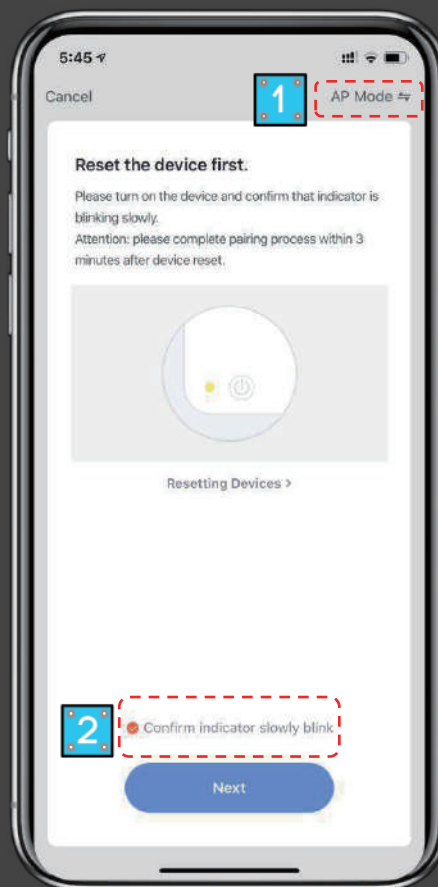 5:45
Cancel
1
AP Mode ⇋
Reset the device first.
Please turn on the device and confirm that indicator is
blinking slowly.
Attention: please complete pairing process within 3
minutes after device reset.
Resetting Devices >
2
Confirm indicator slowly blink
Next